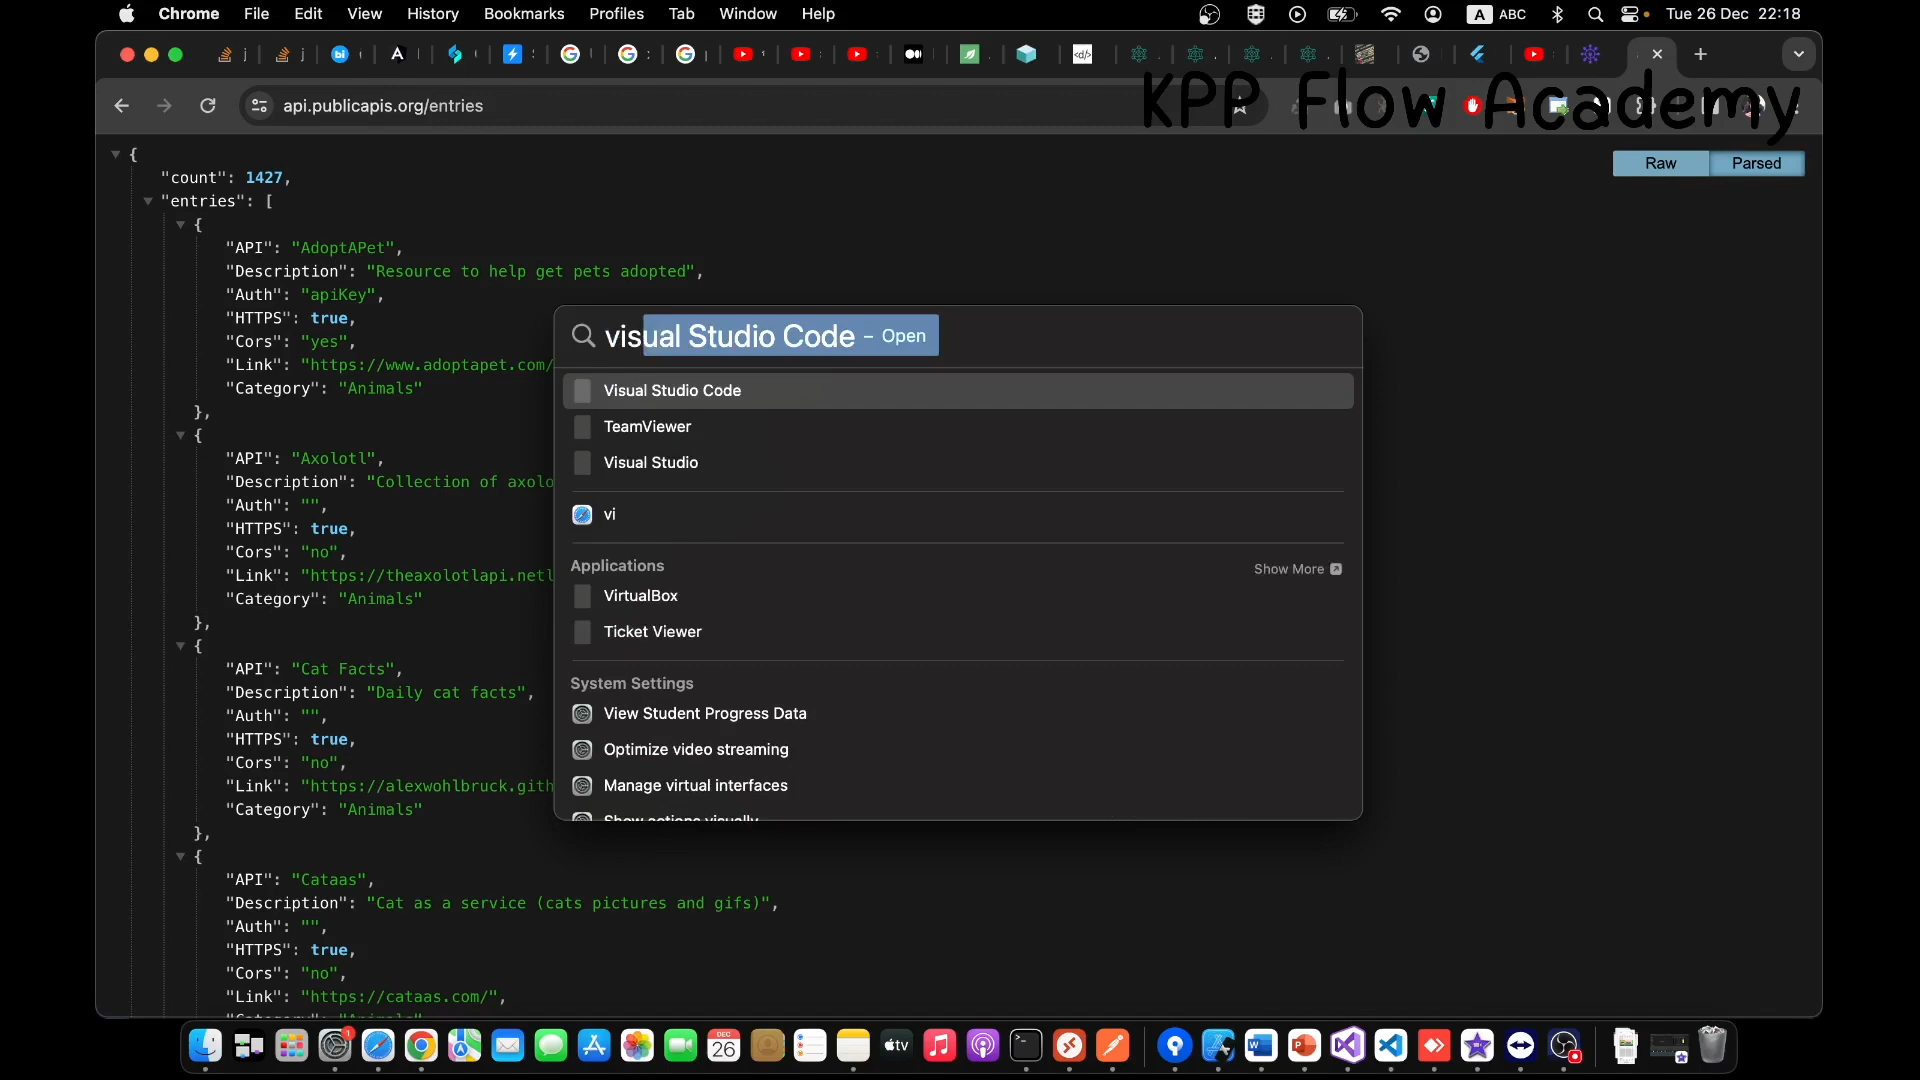 Chrome File Edit View History Bookmarks Profiles Tab Window Help A ABC Tue 26 Dec 22:18
api.publicapis.org/entries
KPP Flow Academy
Raw Parsed
{
"count": 1427,
"entries": [
{
"API": "AdoptAPet",
"Description": "Resource to help get pets adopted",
"Auth": "apiKey",
"HTTPS": true,
"Cors": "yes",
"Link": "https://www.adoptapet.com/
"Category": "Animals"
},
{
"API": "Axolotl",
"Description": "Collection of axolo
"Auth": "",
"HTTPS": true,
"Cors": "no",
"Link": "https://theaxolotlapi.netl
"Category": "Animals"
},
{
"API": "Cat Facts",
"Description": "Daily cat facts",
"Auth": "",
"HTTPS": true,
"Cors": "no",
"Link": "https://alexwohlbruck.gith
"Category": "Animals"
},
{
"API": "Cataas",
"Description": "Cat as a service (cats pictures and gifs)",
"Auth": "",
"HTTPS": true,
"Cors": "no",
"Link": "https://cataas.com/",
visual Studio Code – Open
Visual Studio Code
TeamViewer
Visual Studio
vi
Applications
Show More
VirtualBox
Ticket Viewer
System Settings
View Student Progress Data
Optimize video streaming
Manage virtual interfaces
Show actions visually
DEC
26
tv